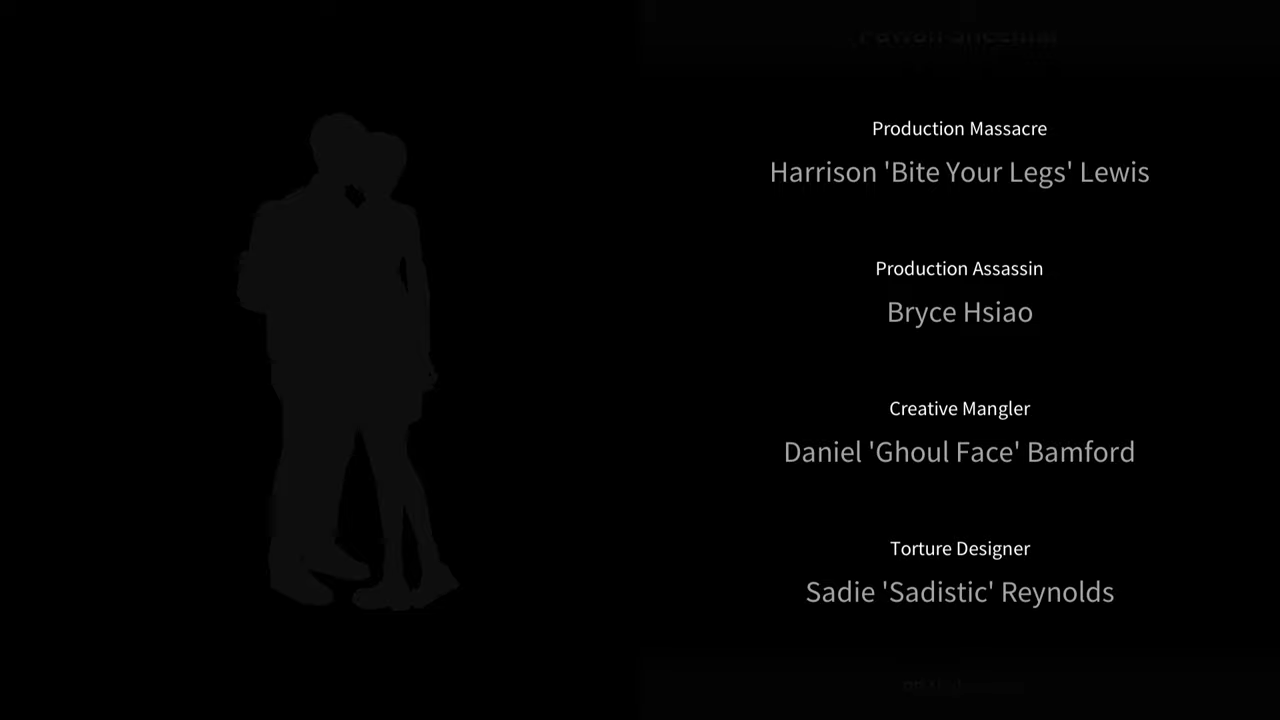 Production Massacre
Harrison 'Bite Your Legs' Lewis
Production Assassin
Bryce Hsiao
Creative Mangler
Daniel 'Ghoul Face' Bamford
Torture Designer
Sadie 'Sadistic' Reynolds